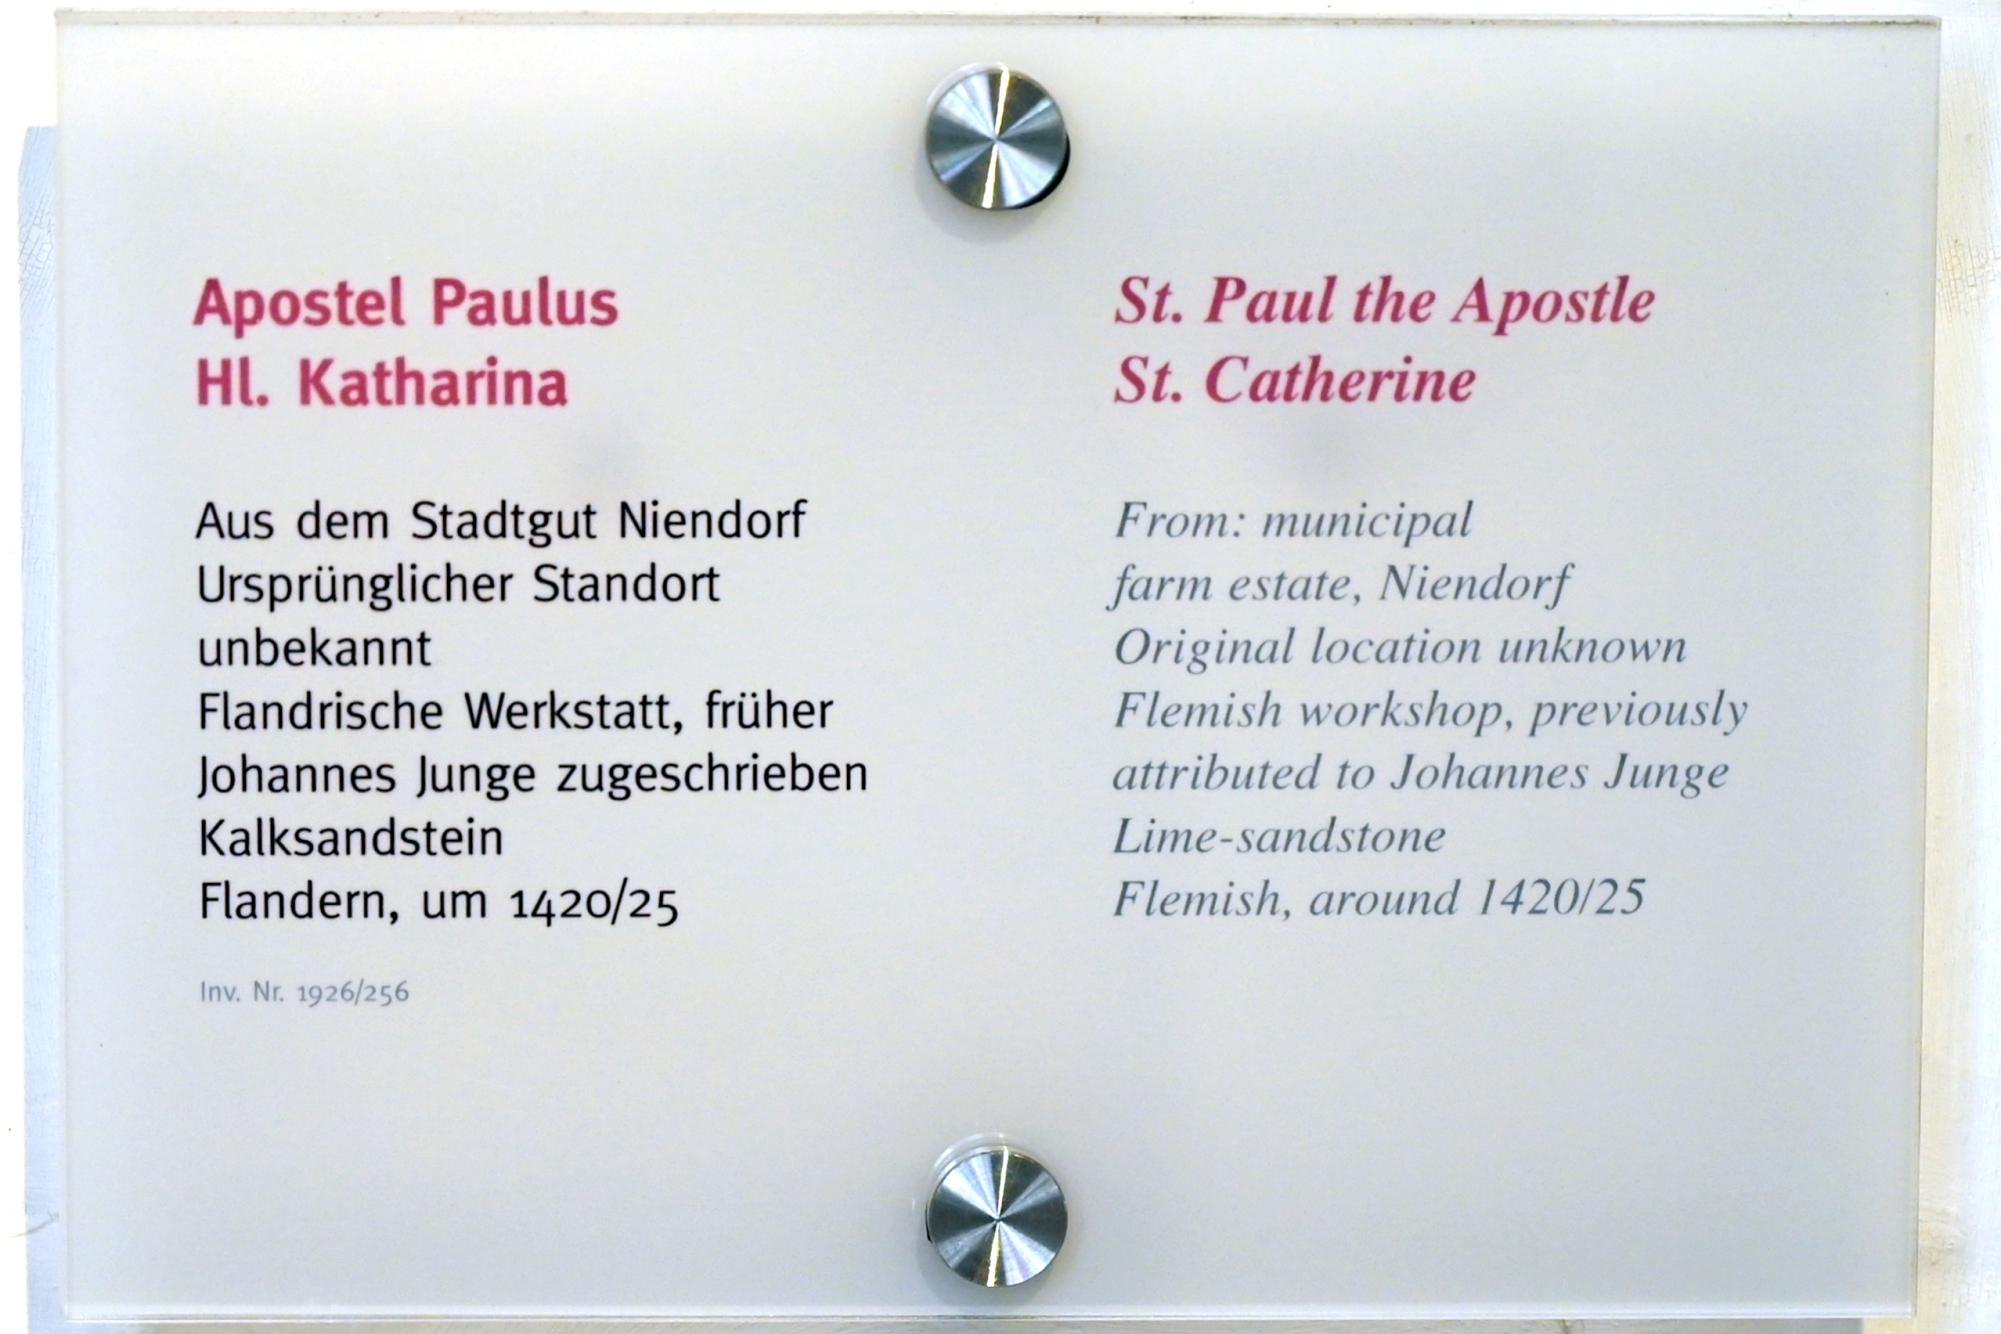 Apostel Paulus
Hl. Katharina
Aus dem Stadtgut Niendorf
Ursprünglicher Standort
unbekannt
Flandrische Werkstatt, früher
Johannes Junge zugeschrieben
Kalksandstein
Flandern, um 1420/25
Inv. Nr. 1926/256
St. Paul the Apostle
St. Catherine
From: municipal
farm estate, Niendorf
Original location unknown
Flemish workshop, previously
attributed to Johannes Junge
Lime-sandstone
Flemish, around 1420/25